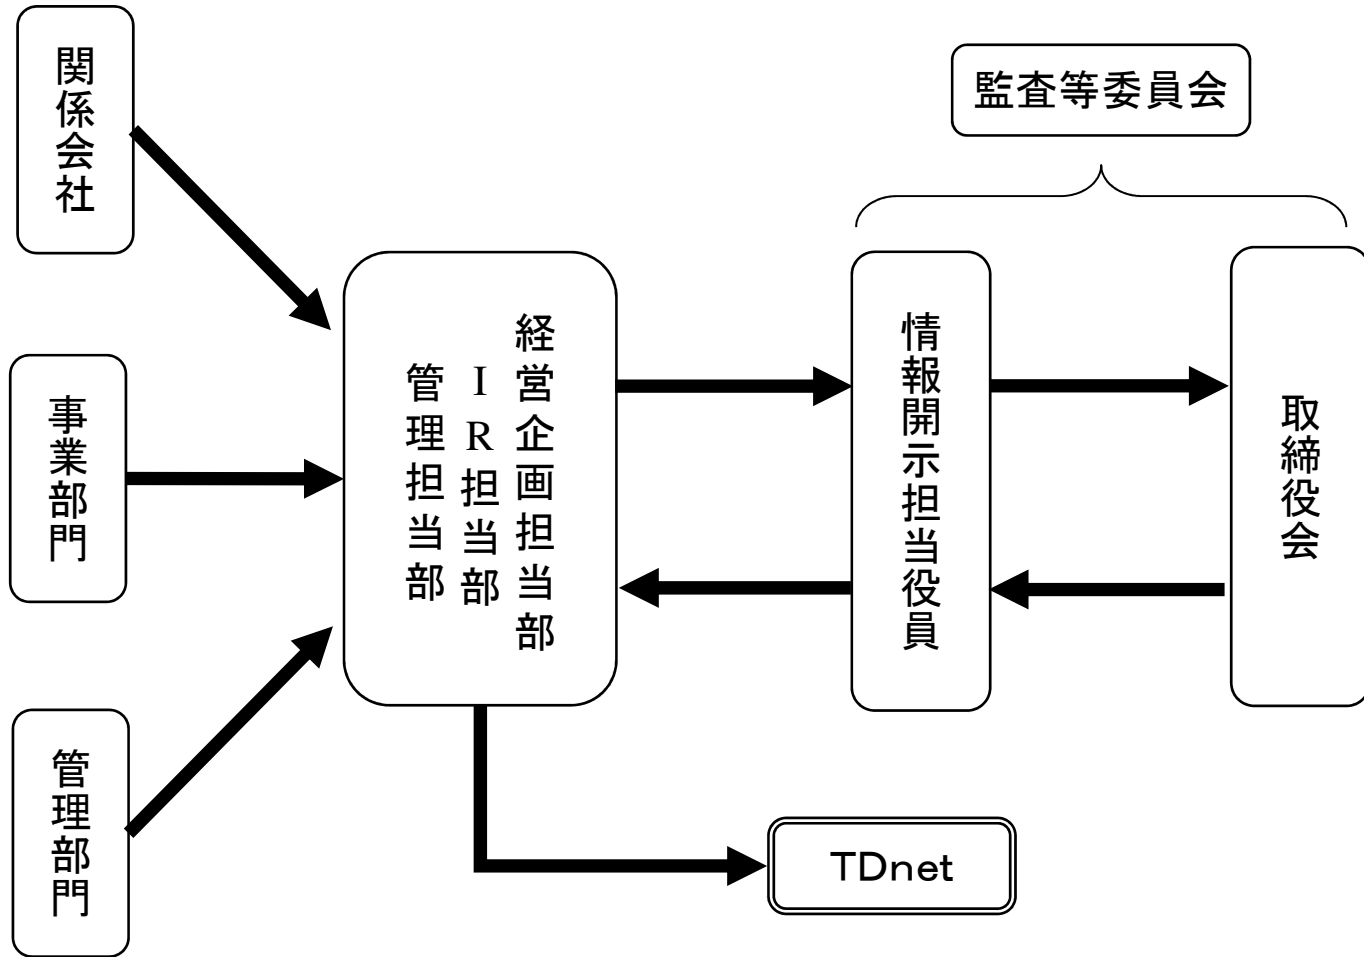 関係会社
事業部門
管理部門
経営企画担当部
IR担当部
管理担当部
監査等委員会
情報開示担当役員
取締役会
TDnet